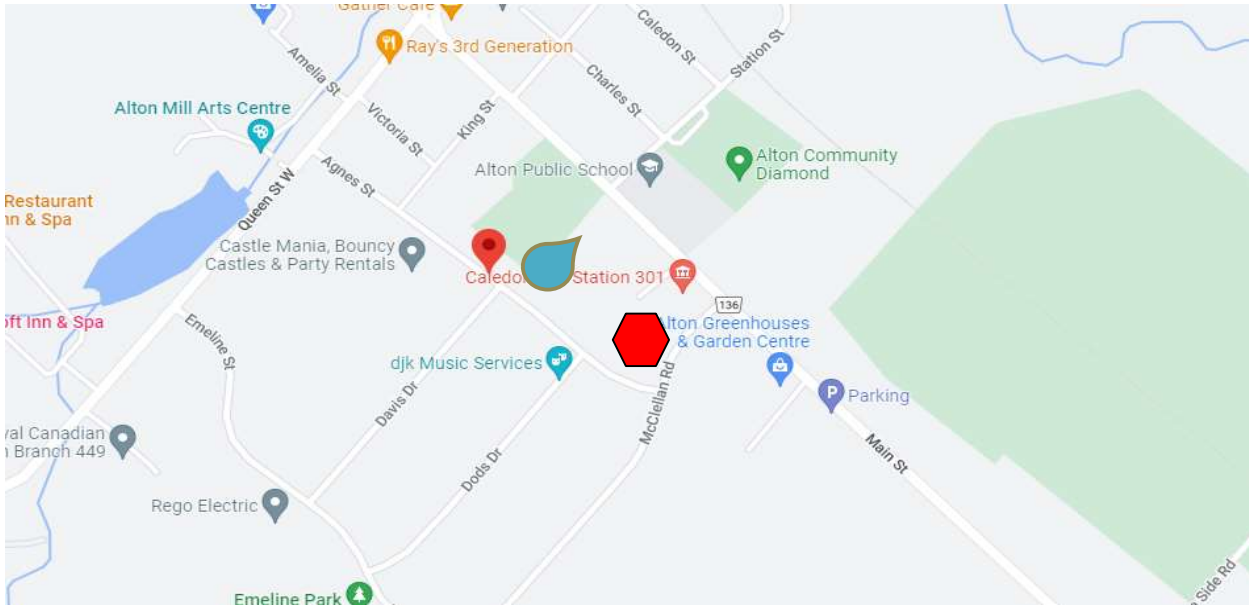 Gather Cafe
Ray's 3rd Generation
Caledon St
Station St
Amelia St
Charles St
Alton Mill Arts Centre
Victoria St
King St
Agnes St
Alton Public School
Alton Community
Diamond
Restaurant
nn & Spa
Queen St W
Castle Mania, Bouncy
Castles & Party Rentals
Station 301
136
oft Inn & Spa
Alton Greenhouses
& Garden Centre
Emeline St
djk Music Services
Davis Dr
McClellan Rd
P
Parking
val Canadian
n Branch 449
Dods Dr
Main St
Rego Electric
Side Rd
Emeline Park